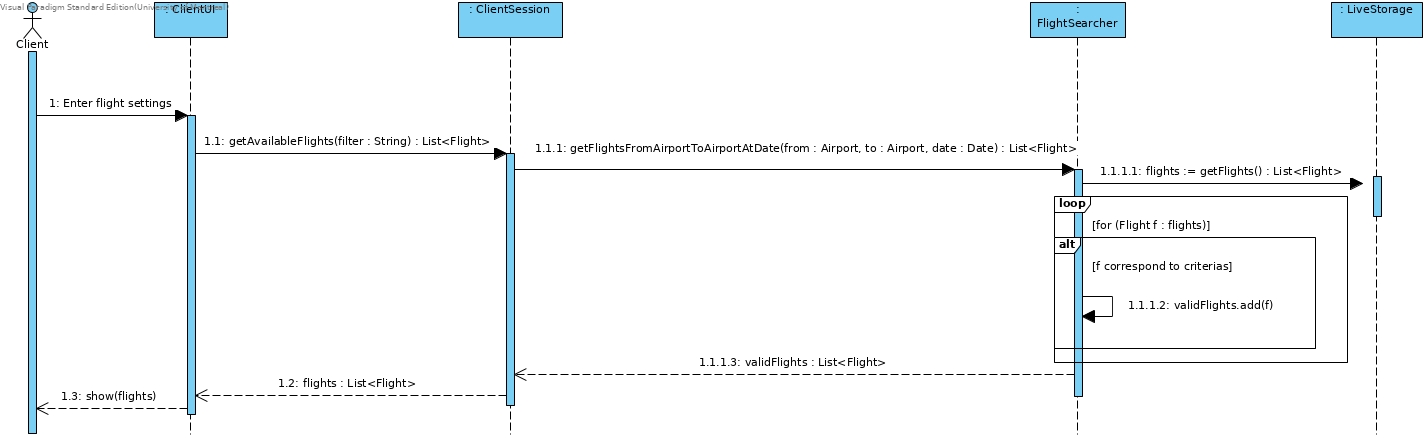 Visual Paradigm Standard Edition(University of Montreal)
: ClientUI
: ClientSession
:
FlightSearcher
: LiveStorage
Client
1: Enter flight settings
1.1: getAvailableFlights(filter : String) : List<Flight>
1.1.1: getFlightsFromAirportToAirportAtDate(from : Airport, to : Airport, date : Date) : List<Flight>
1.1.1.1: flights := getFlights() : List<Flight>
loop
[for (Flight f : flights)]
alt
[f correspond to criterias]
1.1.1.2: validFlights.add(f)
1.1.1.3: validFlights : List<Flight>
1.2: flights : List<Flight>
1.3: show(flights)